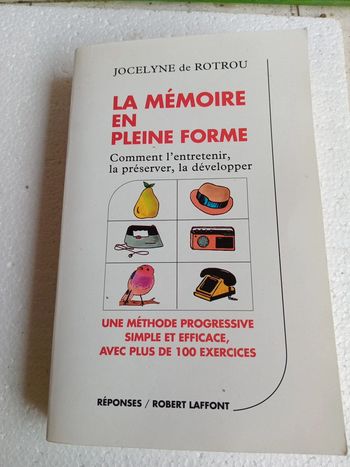 JOCELYNE de ROTROU
LA MÉMOIRE
EN
PLEINE FORME
Comment l'entretenir,
la préserver, la développer
UNE MÉTHODE PROGRESSIVE
SIMPLE ET EFFICACE,
AVEC PLUS DE 100 EXERCICES
RÉPONSES / ROBERT LAFFONT